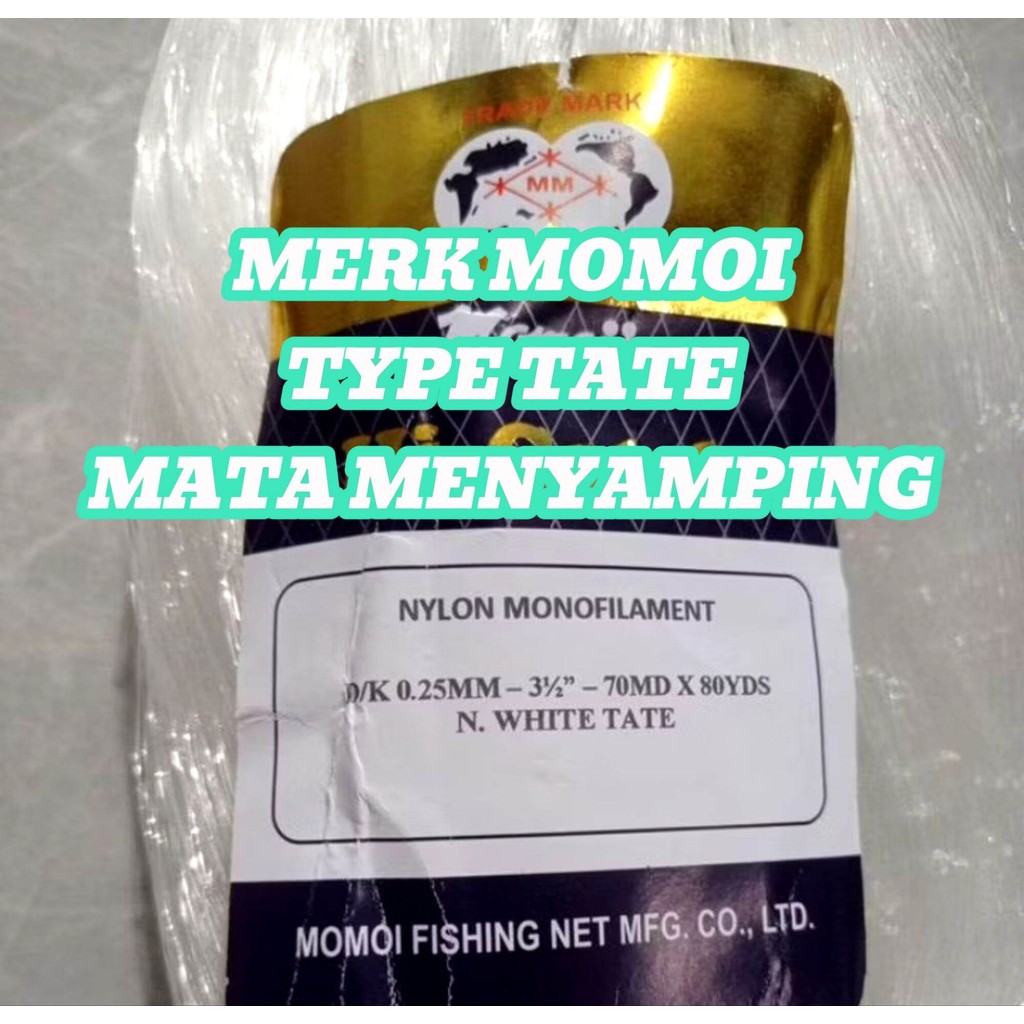 TRADE MARK
MM
MERK MOMOI
TYPE TATE
MATA MENYAMPING
NYLON MONOFILAMENT
D/K 0.25MM – 3½” – 70MD X 80YDS
N. WHITE TATE
MOMOI FISHING NET MFG. CO., LTD.